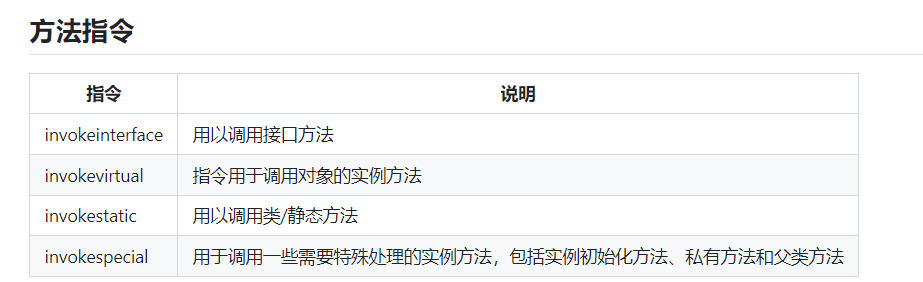 方法指令
指令 说明
invokeinterface 用以调用接口方法
invokevirtual 指令用于调用对象的实例方法
invokestatic 用以调用类/静态方法
invokespecial 用于调用一些需要特殊处理的实例方法，包括实例初始化方法、私有方法和父类方法